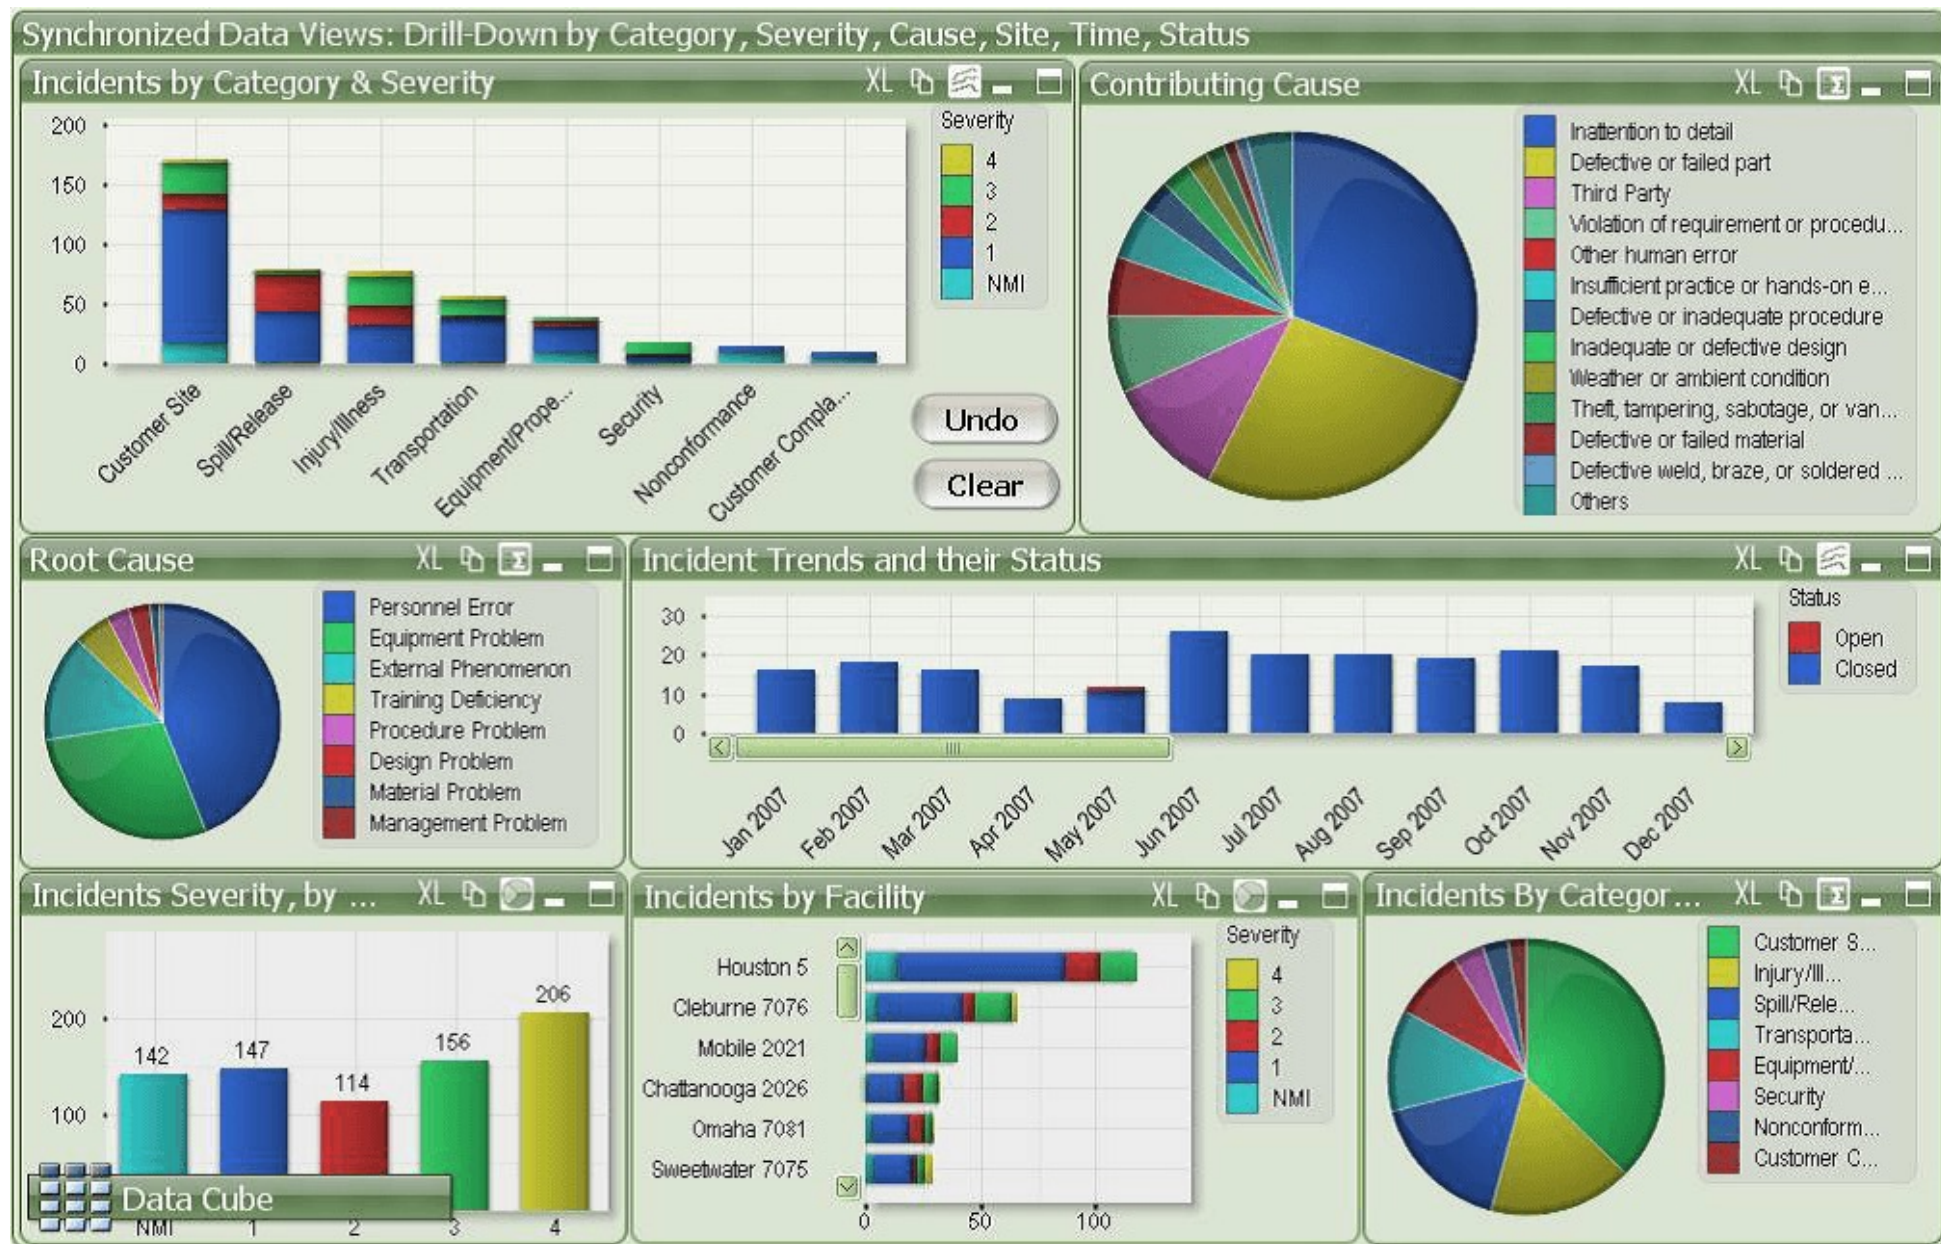 Synchronized Data Views: Drill-Down by Category, Severity, Cause, Site, Time, Status
Incidents by Category & Severity
XL
200
150
100
50
0
Customer Site
Spill/Release
Injury/Illness
Transportation
Equipment/Prope...
Security
Nonconformance
Customer Compla...
Severity
4
3
2
1
NMI
Undo
Clear
Contributing Cause
XL
Inattention to detail
Defective or failed part
Third Party
Violation of requirement or procedu...
Other human error
Insufficient practice or hands-on e...
Defective or inadequate procedure
Inadequate or defective design
Weather or ambient condition
Theft, tampering, sabotage, or van...
Defective or failed material
Defective weld, braze, or soldered ...
Others
Root Cause
XL
Personnel Error
Equipment Problem
External Phenomenon
Training Deficiency
Procedure Problem
Design Problem
Material Problem
Management Problem
Incident Trends and their Status
XL
30
20
10
0
Jan 2007
Feb 2007
Mar 2007
Apr 2007
May 2007
Jun 2007
Jul 2007
Aug 2007
Sep 2007
Oct 2007
Nov 2007
Dec 2007
Status
Open
Closed
Incidents Severity, by ...
XL
200
100
142
147
114
156
206
NMI
1
2
3
4
Data Cube
Incidents by Facility
XL
Houston 5
Cleburne 7076
Mobile 2021
Chattanooga 2026
Omaha 7081
Sweetwater 7075
0
50
100
Severity
4
3
2
1
NMI
Incidents By Categor...
XL
Customer S...
Injury/Ill...
Spill/Rele...
Transporta...
Equipment/...
Security
Nonconform...
Customer C...